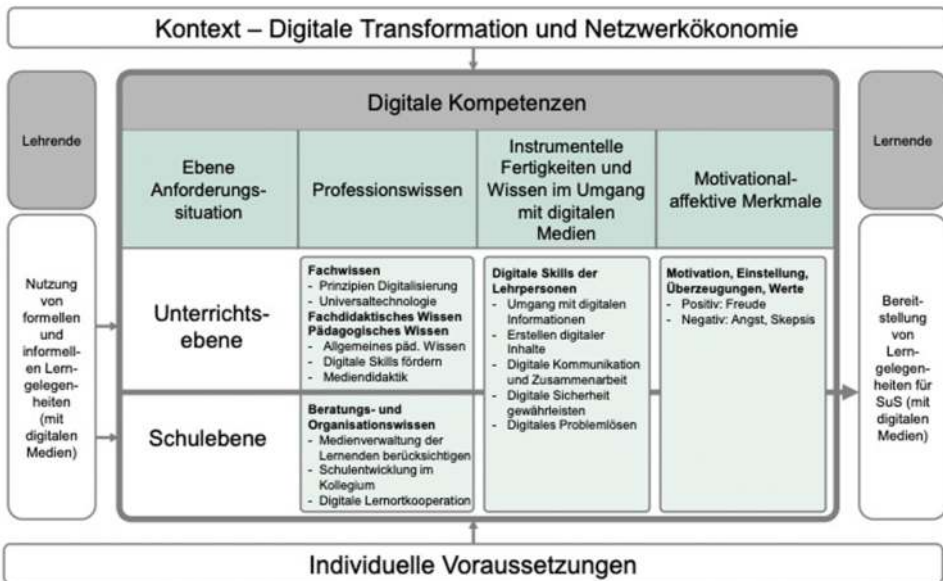 Kontext – Digitale Transformation und Netzwerkökonomie
Lehrende
Nutzung
von
formellen
und
informel-
len Lern-
gelegen-
heiten
(mit
digitalen
Medien)
Digitale Kompetenzen
Ebene
Anforderungs-
situation
Professionswissen
Instrumentelle
Fertigkeiten und
Wissen im Umgang
mit digitalen
Medien
Motivational-
affektive Merkmale
Unterrichts-
ebene
Fachwissen
- Prinzipien Digitalisierung
- Universaltechnologie
Fachdidaktisches Wissen
Pädagogisches Wissen
- Allgemeines päd. Wissen
- Digitale Skills fördern
- Mediendidaktik
Digitale Skills der
Lehrpersonen
- Umgang mit digitalen
Informationen
- Erstellen digitaler
Inhalte
- Digitale Kommunikation
und Zusammenarbeit
- Digitale Sicherheit
gewährleisten
- Digitales Problemlösen
Motivation, Einstellung,
Überzeugungen, Werte
- Positiv: Freude
- Negativ: Angst, Skepsis
Schulebene
Beratungs- und
Organisationswissen
- Medienverwaltung der
Lernenden berücksichtigen
- Schulentwicklung im
Kollegium
- Digitale Lernortkooperation
Lernende
Bereit-
stellung
von
Lern-
gelegen-
heiten für
SuS (mit
digitalen
Medien)
Individuelle Voraussetzungen